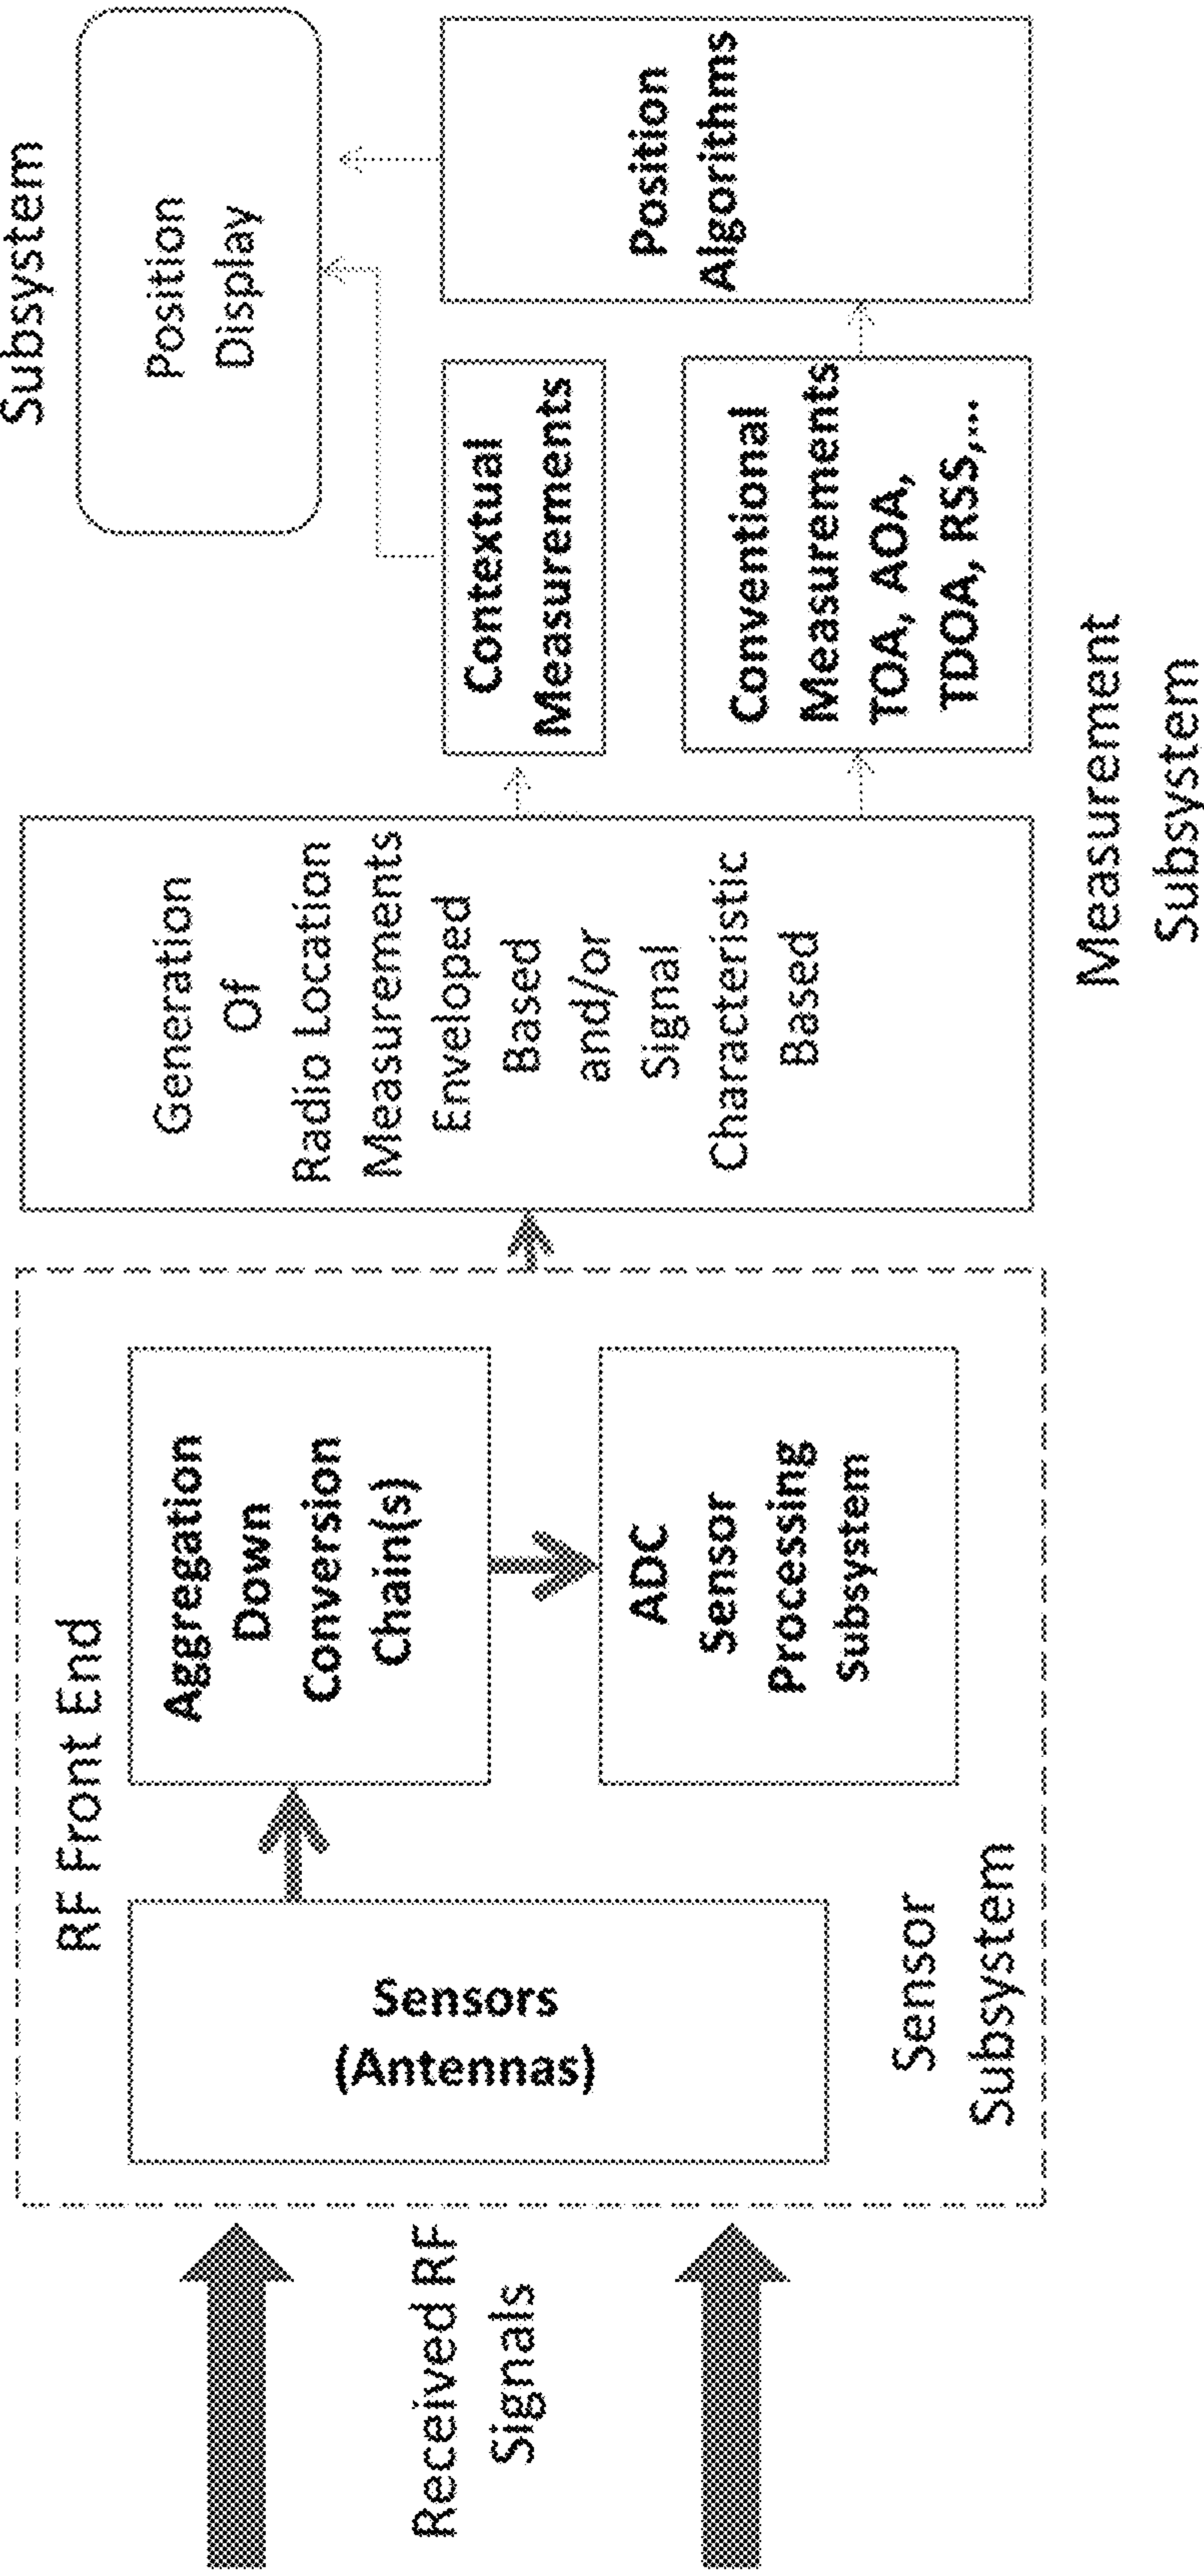 Received RF
Signals
RF Front End
Sensors
(Antennas)
Aggregation
Down
Conversion
Chain(s)
ADC
Sensor
Processing
Subsystem
Sensor
Subsystem
Generation
Of
Radio Location
Measurements
Enveloped
Based
and/or
Signal
Characteristic
Based
Contextual
Measurements
Conventional
Measurements
TOA, AOA,
TDOA, RSS,...
Measurement
Subsystem
Subsystem
Position
Display
Position
Algorithms